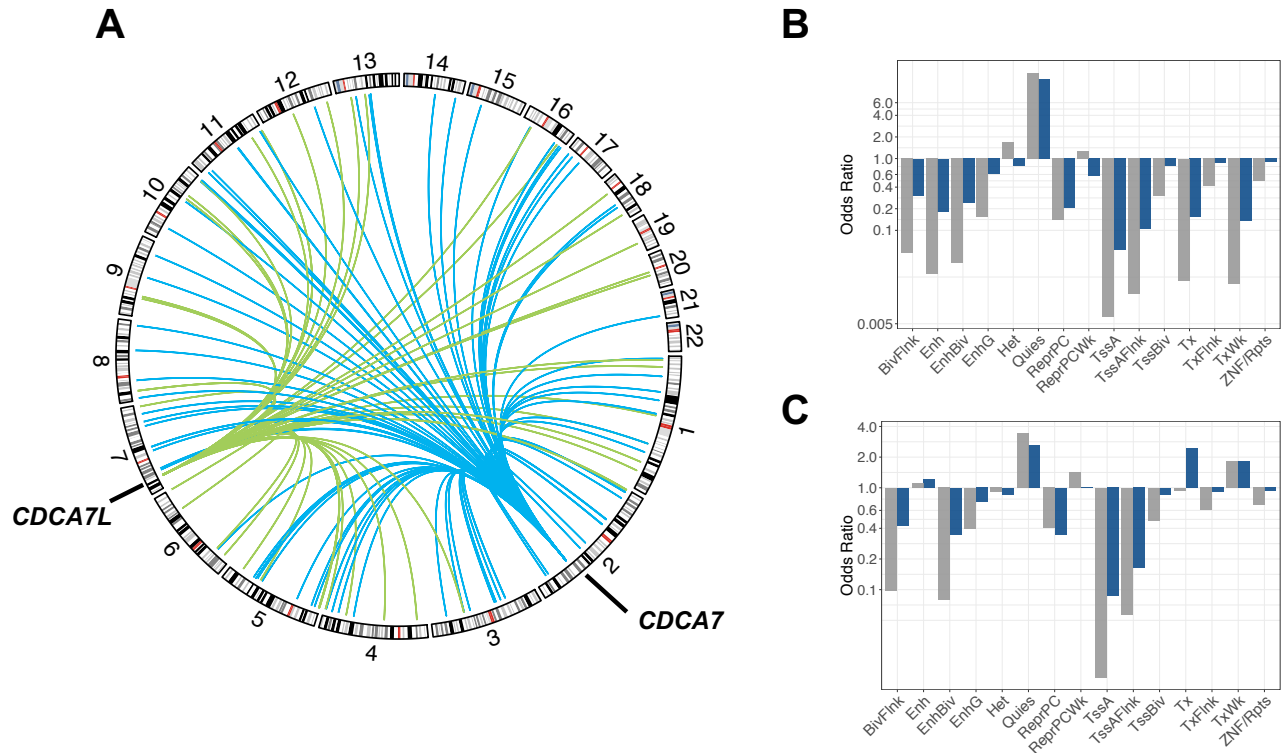 A
12
13
14
15
16
17
18
19
20
21
22
1
2
3
4
5
6
7
8
9
10
11
CDCA7L
CDCA7
B
Odds Ratio
6.0
4.0
2.0
1.0
0.6
0.4
0.2
0.1
0.005
BivFlnk
Enh
EnhBiv
EnhG
Het
Quies
ReprPC
ReprPCWk
TssA
TssAFlnk
TssBiv
Tx
TxFlnk
TxWk
ZNF/Rpts
C
Odds Ratio
4.0
2.0
1.0
0.6
0.4
0.2
0.1
BivFlnk
Enh
EnhBiv
EnhG
Het
Quies
ReprPC
ReprPCWk
TssA
TssAFlnk
TssBiv
Tx
TxFlnk
TxWk
ZNF/Rpts